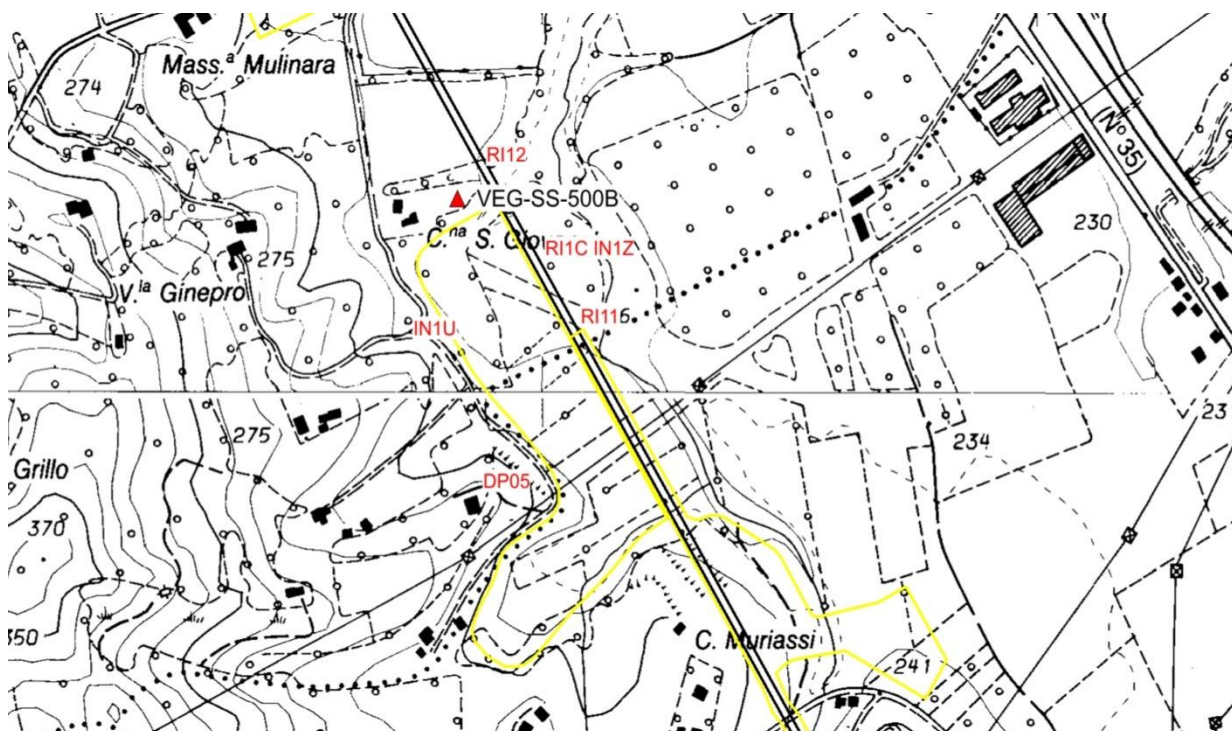 Mass.ª Mulinara
274
RI12
(N° 35)
VEG-SS-500B
230
C.na S. Gio
RI1C IN1Z
275
V.la Ginepro
IN1U
RI11
6
23
275
234
Grillo
DP05
370
350
C. Muriassi
241